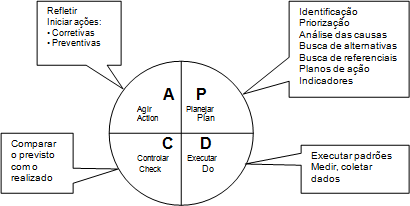 Refletir
Iniciar ações:
• Corretivas
• Preventivas
Identificação
Priorização
Análise das causas
Busca de alternativas
Busca de referenciais
Planos de ação
Indicadores
A
Agir
Action
P
Planejar
Plan
C
Controlar
Check
D
Executar
Do
Comparar
o previsto
com o
realizado
Executar padrões
Medir, coletar
dados